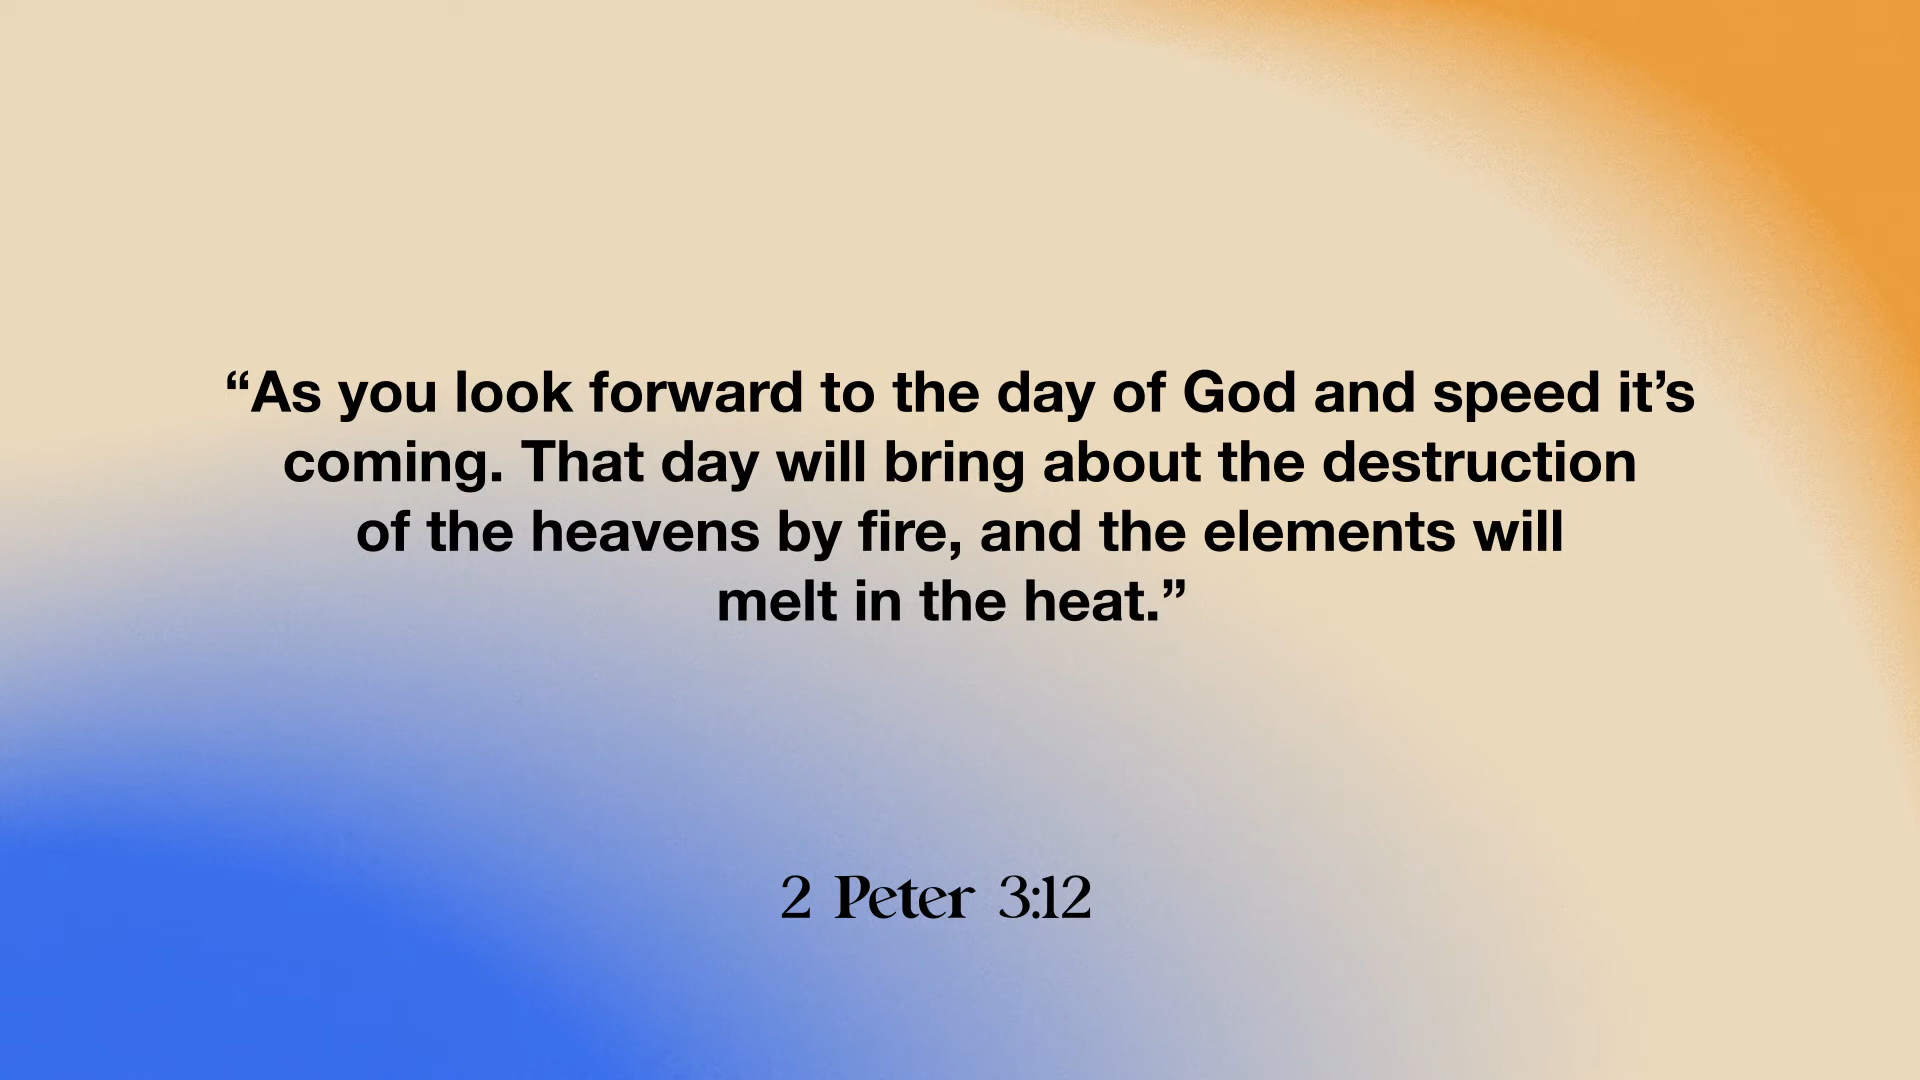 “As you look forward to the day of God and speed it’s
coming. That day will bring about the destruction
of the heavens by fire, and the elements will
melt in the heat.”
2 Peter 3:12